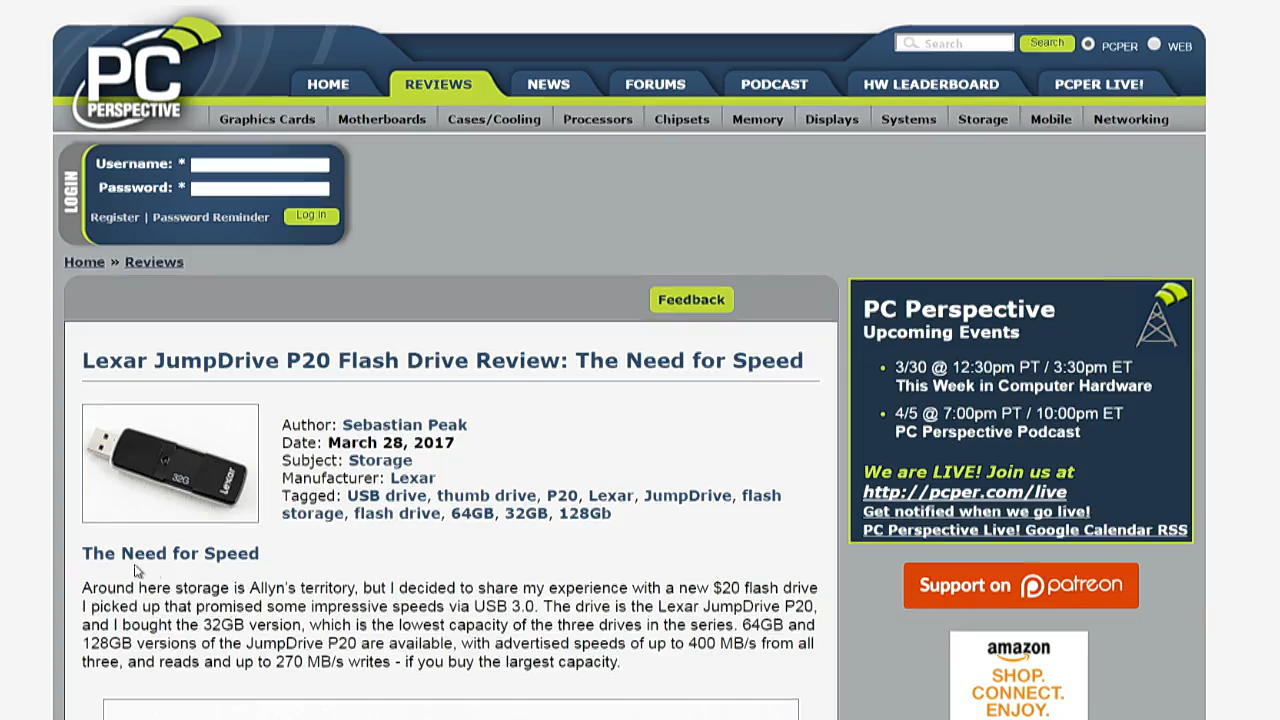 PC
PERSPECTIVE
Search
Search
PCPER
WEB
HOME
REVIEWS
NEWS
FORUMS
PODCAST
HW LEADERBOARD
PCPER LIVE!
Graphics Cards
Motherboards
Cases/Cooling
Processors
Chipsets
Memory
Displays
Systems
Storage
Mobile
Networking
LOGIN
Username: *
Password: *
Register | Password Reminder
Log in
Home » Reviews
Feedback
Lexar JumpDrive P20 Flash Drive Review: The Need for Speed
32G
Lexar
Author: Sebastian Peak
Date: March 28, 2017
Subject: Storage
Manufacturer: Lexar
Tagged: USB drive, thumb drive, P20, Lexar, JumpDrive, flash
storage, flash drive, 64GB, 32GB, 128Gb
The Need for Speed
Around here storage is Allyn's territory, but I decided to share my experience with a new $20 flash drive
I picked up that promised some impressive speeds via USB 3.0. The drive is the Lexar JumpDrive P20,
and I bought the 32GB version, which is the lowest capacity of the three drives in the series. 64GB and
128GB versions of the JumpDrive P20 are available, with advertised speeds of up to 400 MB/s from all
three, and reads and up to 270 MB/s writes - if you buy the largest capacity.
PC Perspective
Upcoming Events
• 3/30 @ 12:30pm PT / 3:30pm ET
This Week in Computer Hardware
• 4/5 @ 7:00pm PT / 10:00pm ET
PC Perspective Podcast
We are LIVE! Join us at
http://pcper.com/live
Get notified when we go live!
PC Perspective Live! Google Calendar RSS
Support on patreon
amazon
SHOP.
CONNECT.
ENJOY.